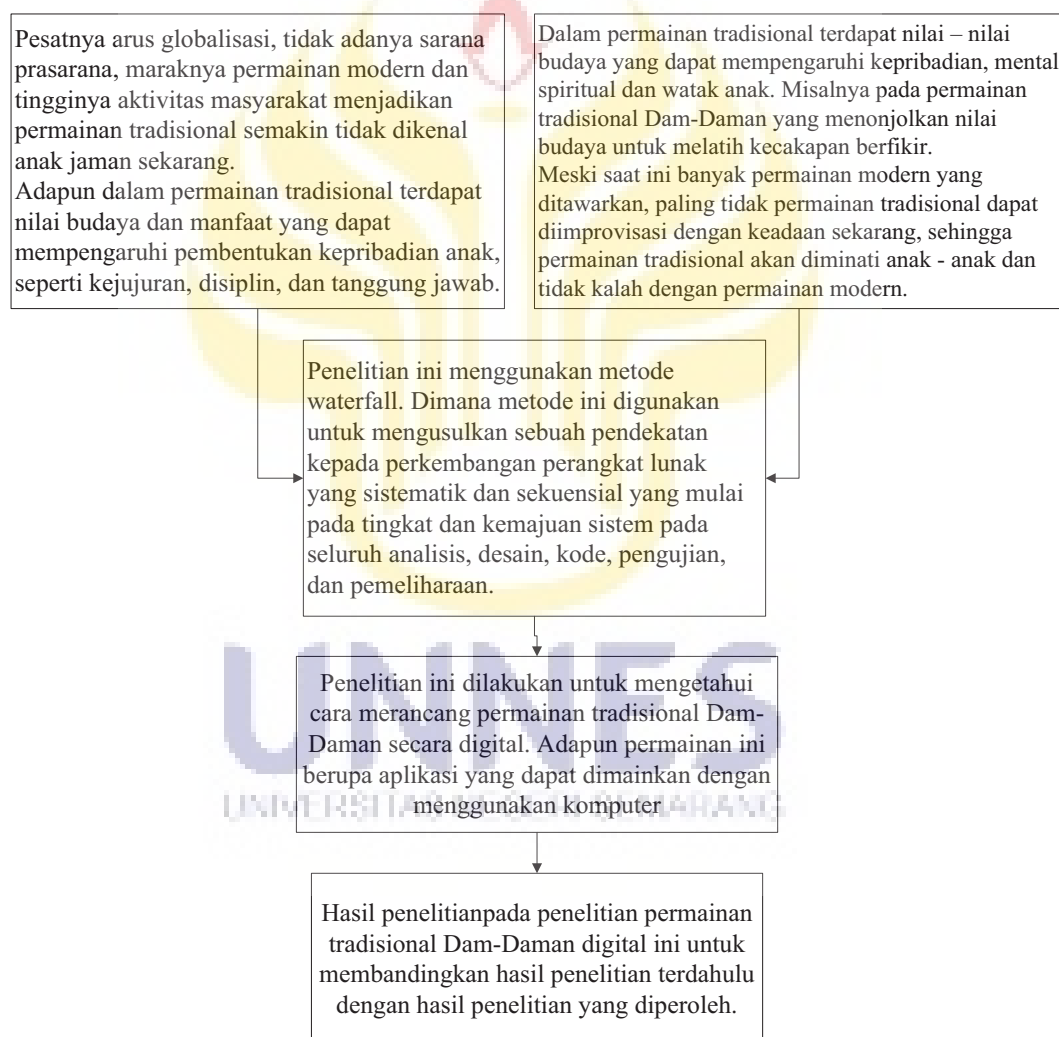 Pesatnya arus globalisasi, tidak adanya sarana
prasarana, maraknya permainan modern dan
tingginya aktivitas masyarakat menjadikan
permainan tradisional semakin tidak dikenal
anak jaman sekarang.
Adapun dalam permainan tradisional terdapat
nilai budaya dan manfaat yang dapat
mempengaruhi pembentukan kepribadian anak,
seperti kejujuran, disiplin, dan tanggung jawab.
Dalam permainan tradisional terdapat nilai – nilai
budaya yang dapat mempengaruhi kepribadian, mental
spiritual dan watak anak. Misalnya pada permainan
tradisional Dam-Daman yang menonjolkan nilai
budaya untuk melatih kecakapan berfikir.
Meski saat ini banyak permainan modern yang
ditawarkan, paling tidak permainan tradisional dapat
diimprovisasi dengan keadaan sekarang, sehingga
permainan tradisional akan diminati anak - anak dan
tidak kalah dengan permainan modern.
Penelitian ini menggunakan metode
waterfall. Dimana metode ini digunakan
untuk mengusulkan sebuah pendekatan
kepada perkembangan perangkat lunak
yang sistematik dan sekuensial yang mulai
pada tingkat dan kemajuan sistem pada
seluruh analisis, desain, kode, pengujian,
dan pemeliharaan.
UNNES
Penelitian ini dilakukan untuk mengetahui
cara merancang permainan tradisional Dam-
Daman secara digital. Adapun permainan ini
berupa aplikasi yang dapat dimainkan dengan
menggunakan komputer
UNIVERSITAS NEGERI SEMARANG
Hasil penelitianpada penelitian permainan
tradisional Dam-Daman digital ini untuk
membandingkan hasil penelitian terdahulu
dengan hasil penelitian yang diperoleh.